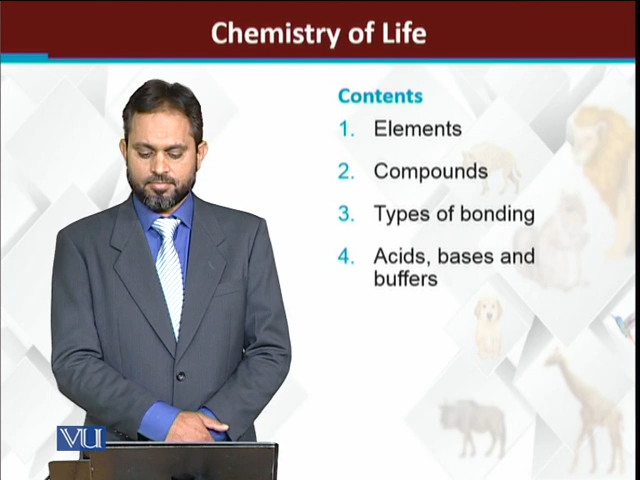 Chemistry of Life
Contents
1. Elements
2. Compounds
3. Types of bonding
4. Acids, bases and
buffers
VU